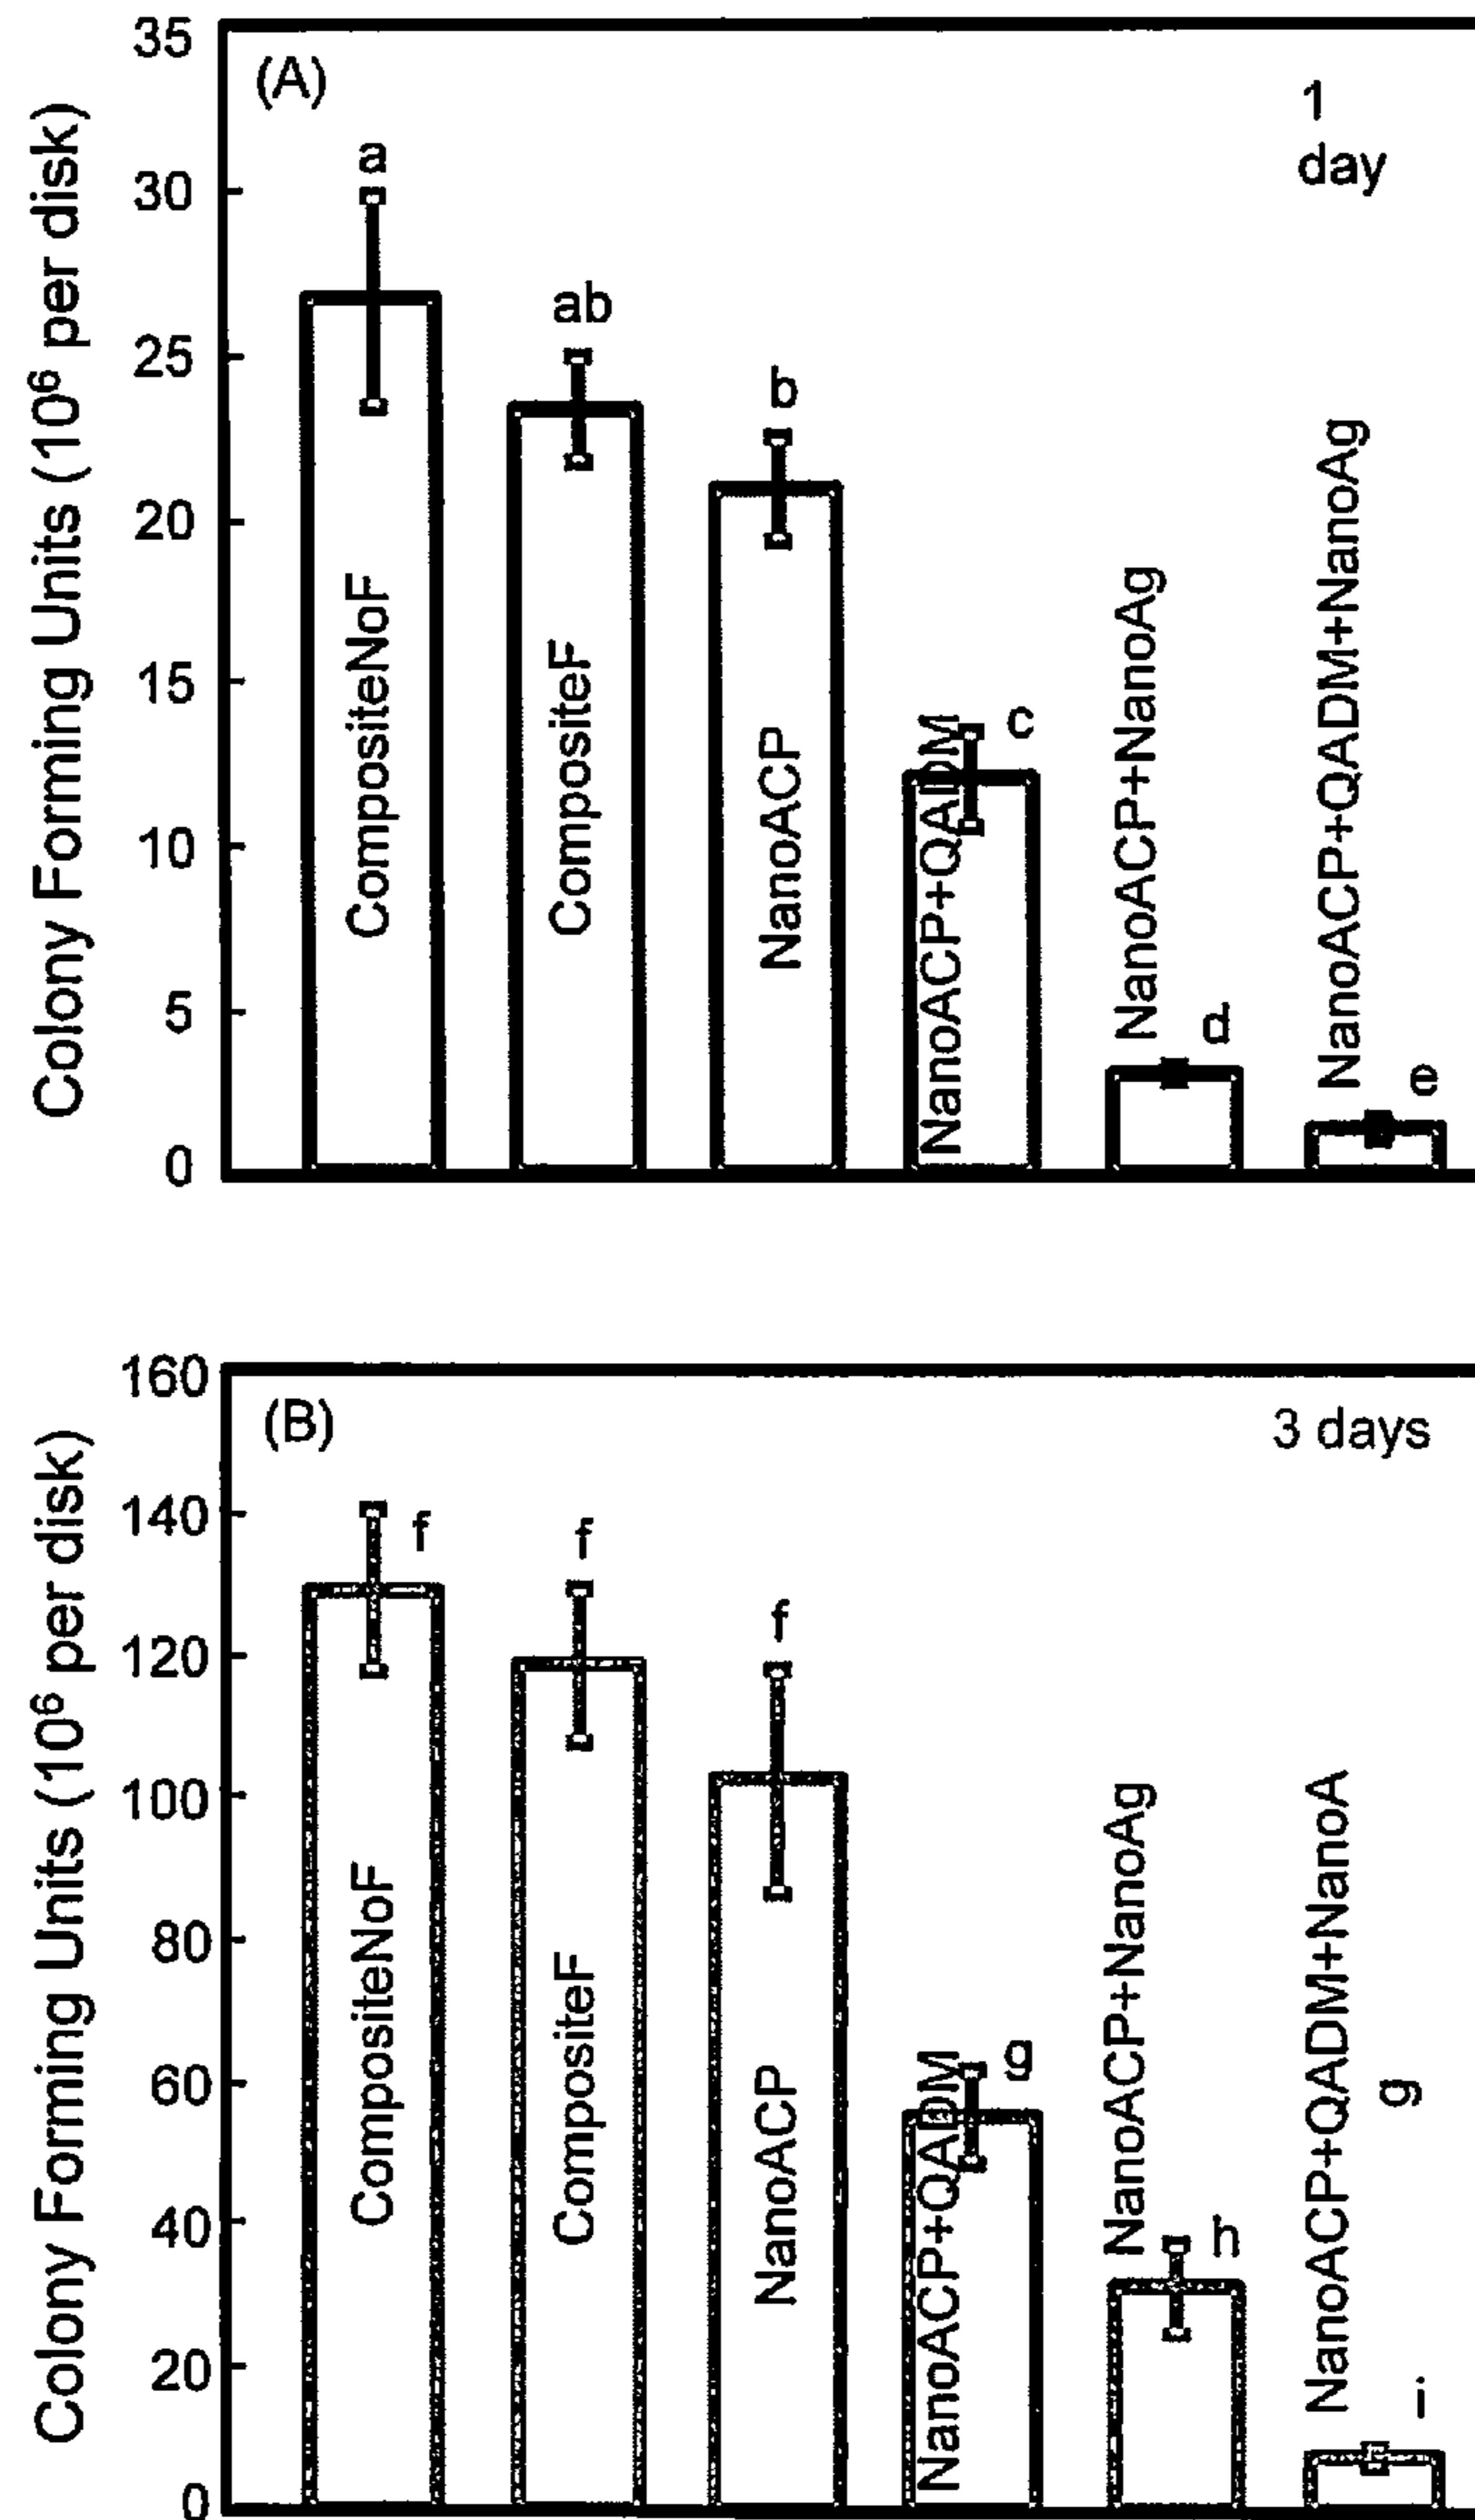 (A)
1
day
Colony Forming Units (10⁶ per disk)
35
30
25
20
15
10
5
0
a
ab
b
c
d
e
CompositeNoF
CompositeF
NanoACP
NanoACP+QADM
NanoACP+NanoAg
NanoACP+QADM+NanoAg
(B)
3 days
Colony Forming Units (10⁶ per disk)
160
140
120
100
80
60
40
20
0
f
f
f
g
h
i
CompositeNoF
CompositeF
NanoACP
NanoACP+QADM
NanoACP+NanoAg
NanoACP+QADM+NanoA
g